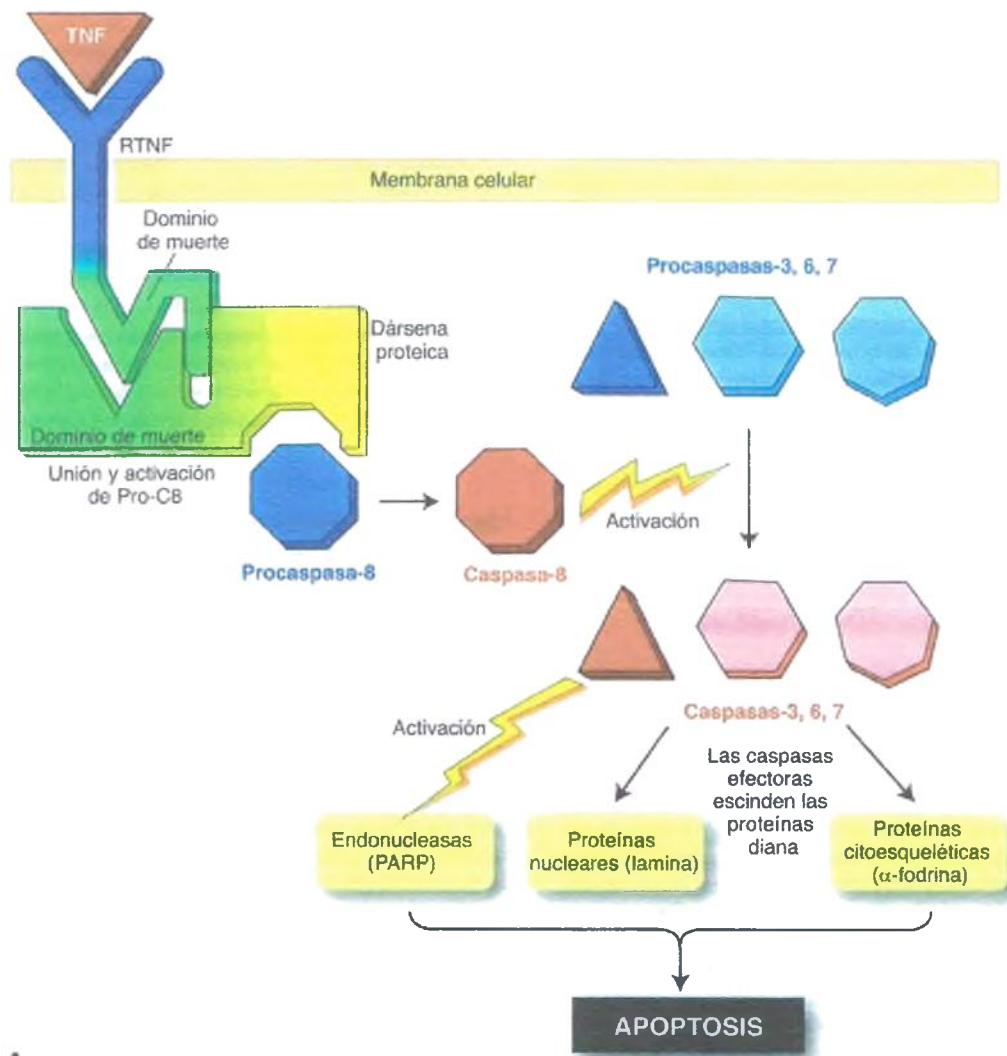 TNF
RTNF
Membrana celular
Dominio
de muerte
Procaspasas-3, 6, 7
Dársena
proteica
Dominio de muerte
Unión y activación
de Pro-C8
Activación
Procaspasa-8
Caspasa-8
Caspasas-3, 6, 7
Activación
Las caspasas
efectoras
escinden las
proteínas
diana
Endonucleasas
(PARP)
Proteínas
nucleares (lamina)
Proteínas
citoesqueléticas
(α-fodrina)
APOPTOSIS